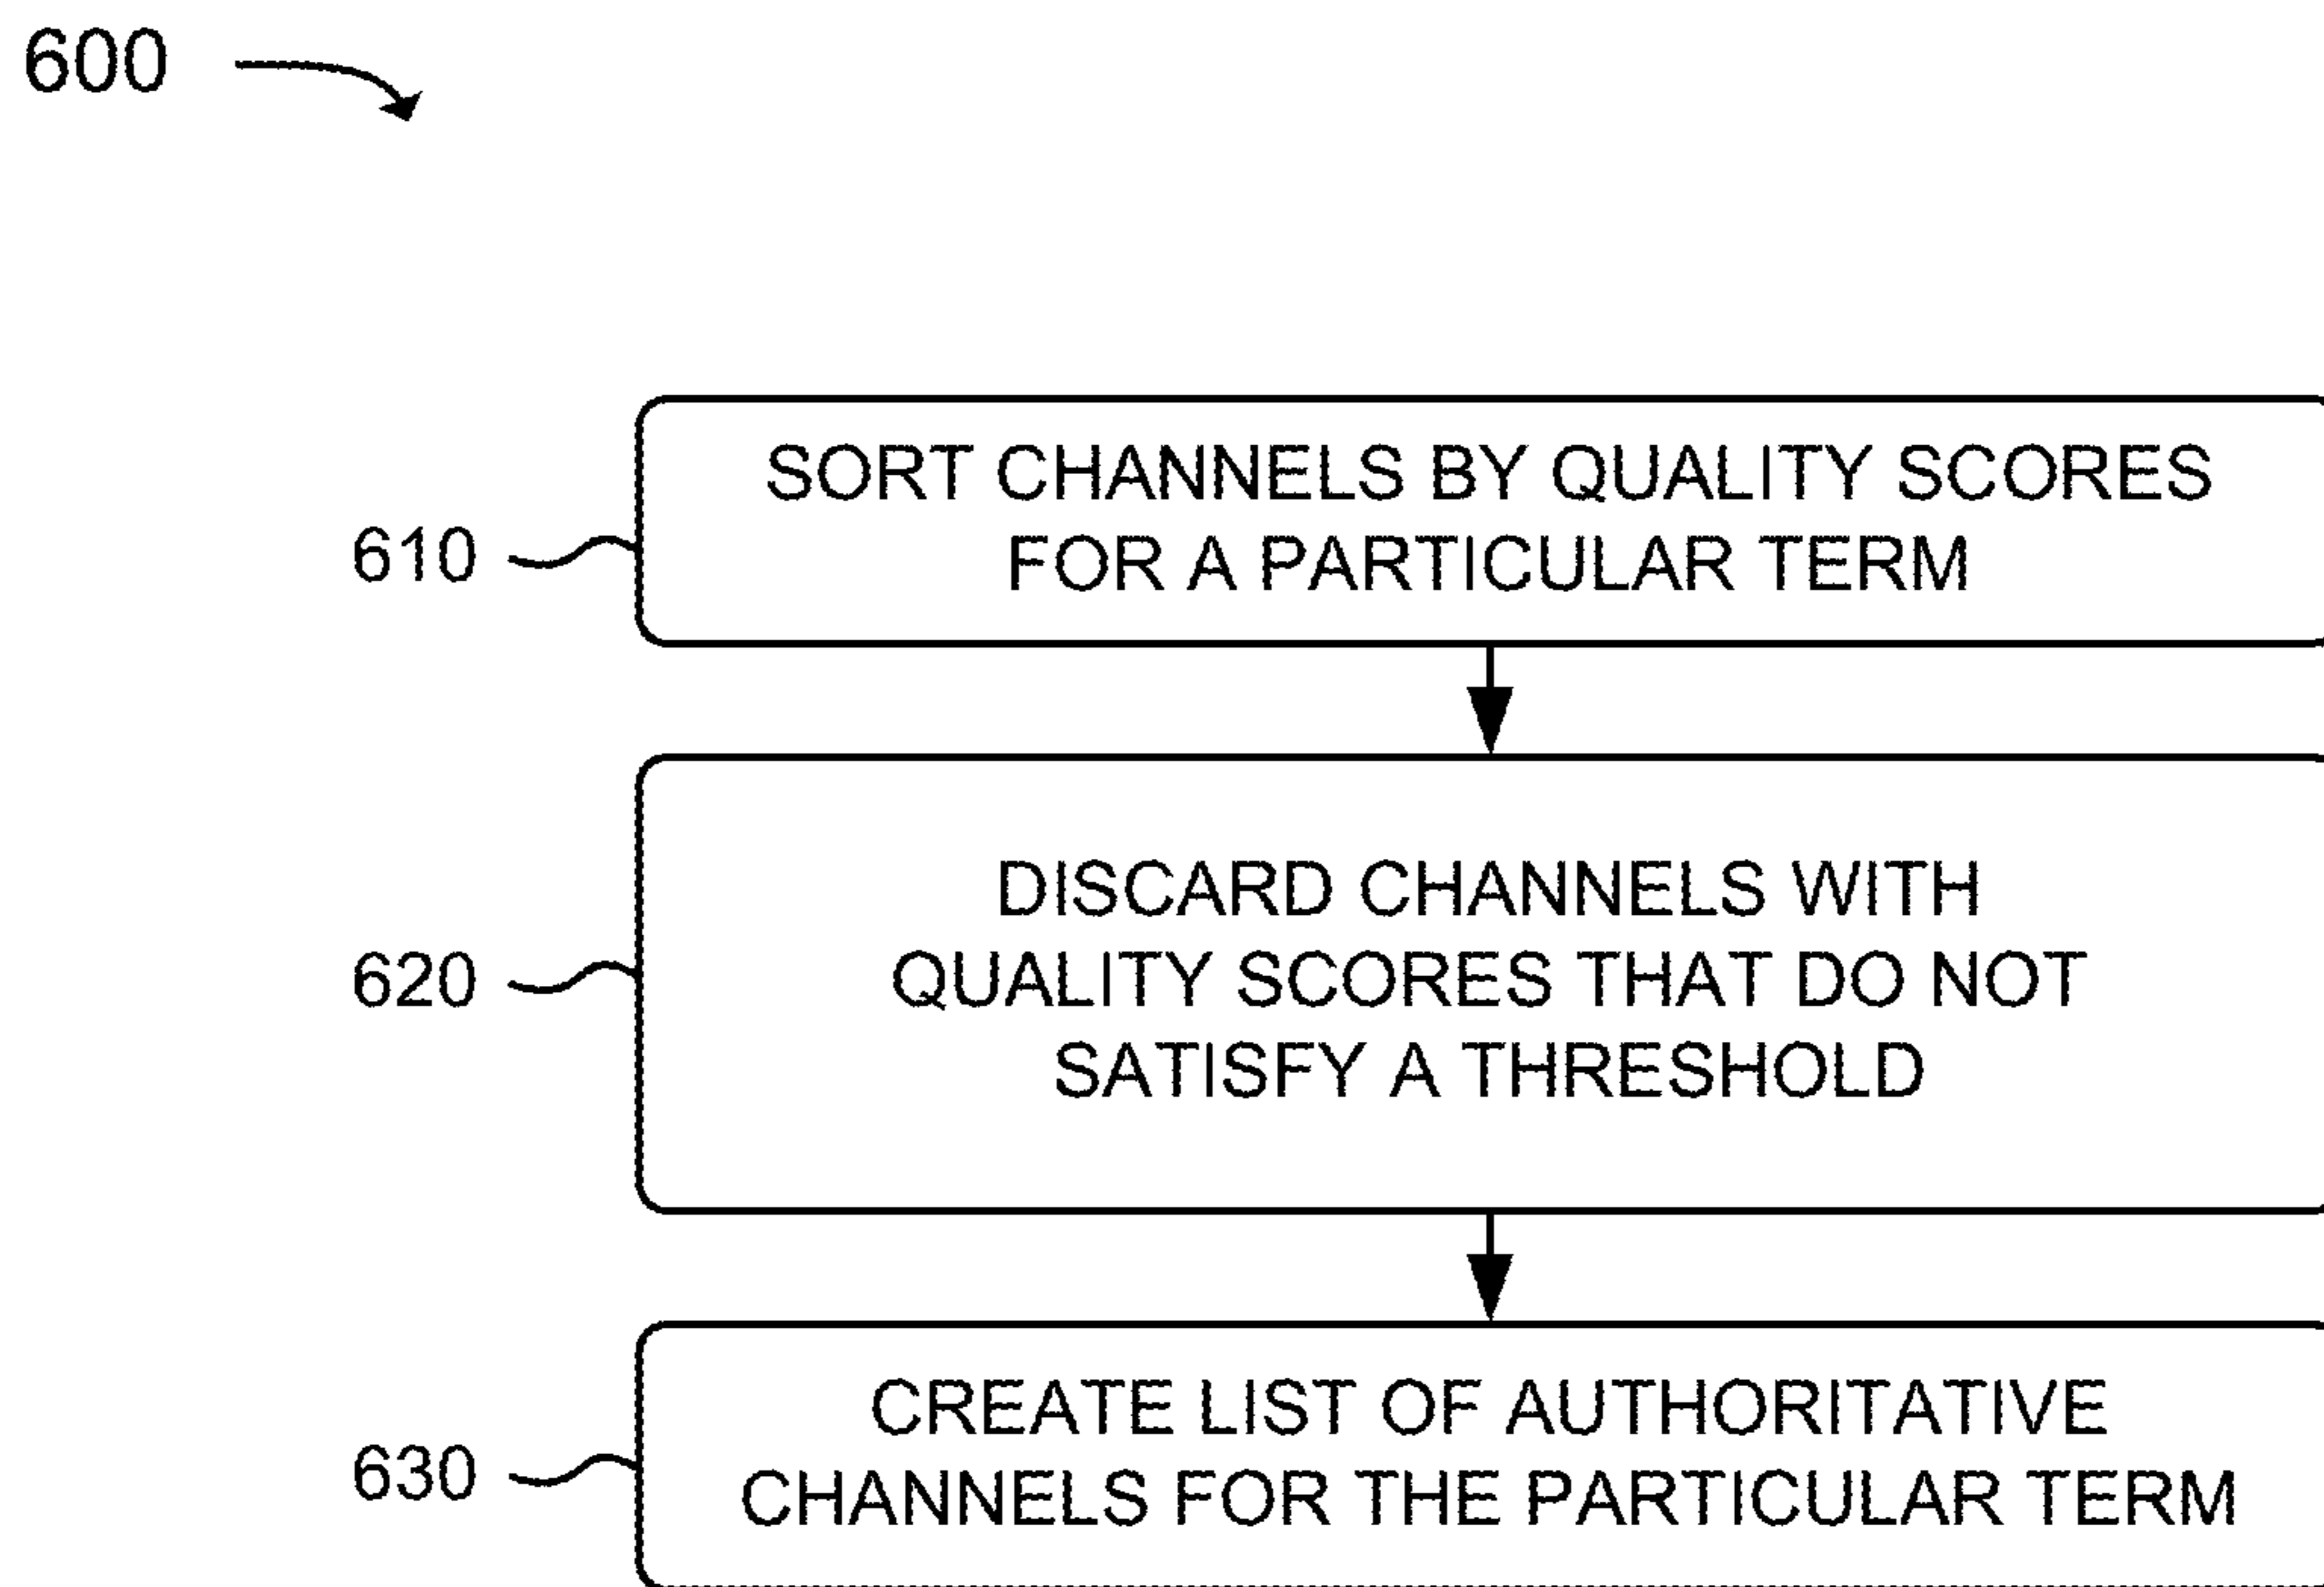 600
SORT CHANNELS BY QUALITY SCORES
FOR A PARTICULAR TERM
610
DISCARD CHANNELS WITH
QUALITY SCORES THAT DO NOT
SATISFY A THRESHOLD
620
CREATE LIST OF AUTHORITATIVE
CHANNELS FOR THE PARTICULAR TERM
630